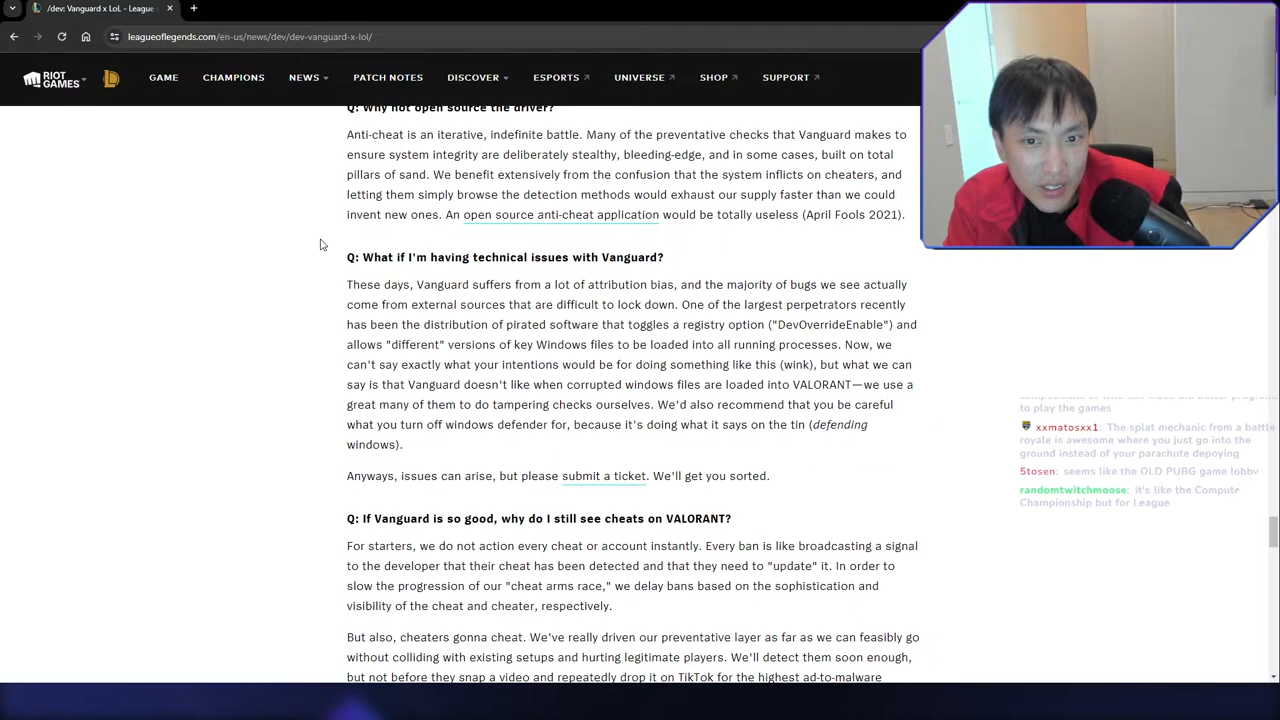 /dev: Vanguard x LoL - League
leagueoflegends.com/en-us/news/dev/dev-vanguard-x-lol/
RIOT GAMES GAME CHAMPIONS NEWS PATCH NOTES DISCOVER ESPORTS UNIVERSE SHOP SUPPORT
Q: Why not open source the driver?
Anti-cheat is an iterative, indefinite battle. Many of the preventative checks that Vanguard makes to
ensure system integrity are deliberately stealthy, bleeding-edge, and in some cases, built on total
pillars of sand. We benefit extensively from the confusion that the system inflicts on cheaters, and
letting them simply browse the detection methods would exhaust our supply faster than we could
invent new ones. An open source anti-cheat application would be totally useless (April Fools 2021).
Q: What if I'm having technical issues with Vanguard?
These days, Vanguard suffers from a lot of attribution bias, and the majority of bugs we see actually
come from external sources that are difficult to lock down. One of the largest perpetrators recently
has been the distribution of pirated software that toggles a registry option ("DevOverrideEnable") and
allows "different" versions of key Windows files to be loaded into all running processes. Now, we
can't say exactly what your intentions would be for doing something like this (wink), but what we can
say is that Vanguard doesn't like when corrupted windows files are loaded into VALORANT—we use a
great many of them to do tampering checks ourselves. We'd also recommend that you be careful
what you turn off windows defender for, because it's doing what it says on the tin (defending
windows).
Anyways, issues can arise, but please submit a ticket. We'll get you sorted.
Q: If Vanguard is so good, why do I still see cheats on VALORANT?
For starters, we do not action every cheat or account instantly. Every ban is like broadcasting a signal
to the developer that their cheat has been detected and that they need to "update" it. In order to
slow the progression of our "cheat arms race," we delay bans based on the sophistication and
visibility of the cheat and cheater, respectively.
But also, cheaters gonna cheat. We've really driven our preventative layer as far as we can feasibly go
without colliding with existing setups and hurting legitimate players. We'll detect them soon enough,
but not before they snap a video and repeatedly drop it on TikTok for the highest ad-to-malware
to play the games
xxmatosxx1: The splat mechanic from a battle
royale is awesome where you just go into the
ground instead of your parachute depoying
5tosen: seems like the OLD PUBG game lobby
randomtwitchmoose: it's like the Computr
Championship but for League